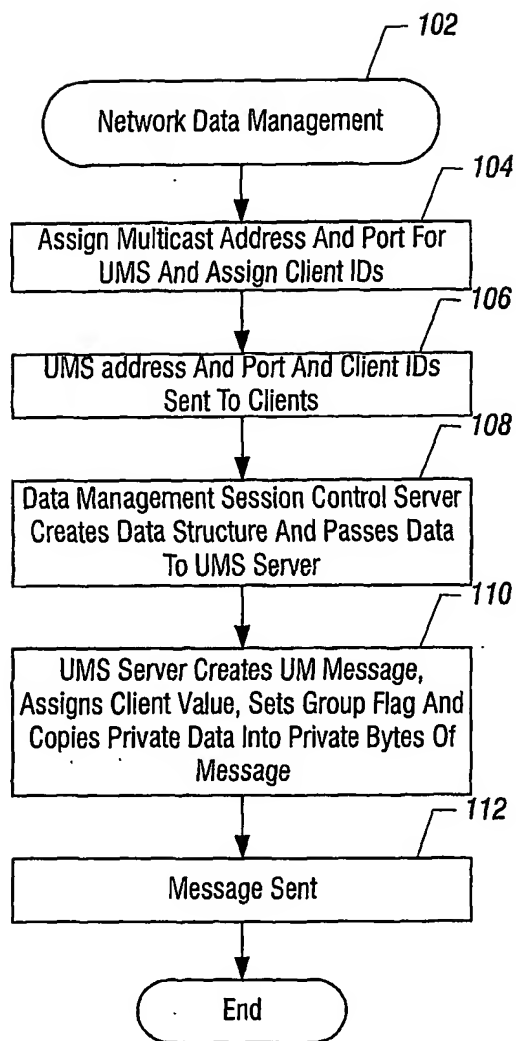 102
Network Data Management
104
Assign Multicast Address And Port For
UMS And Assign Client IDs
106
UMS address And Port And Client IDs
Sent To Clients
108
Data Management Session Control Server
Creates Data Structure And Passes Data
To UMS Server
110
UMS Server Creates UM Message,
Assigns Client Value, Sets Group Flag And
Copies Private Data Into Private Bytes Of
Message
112
Message Sent
End